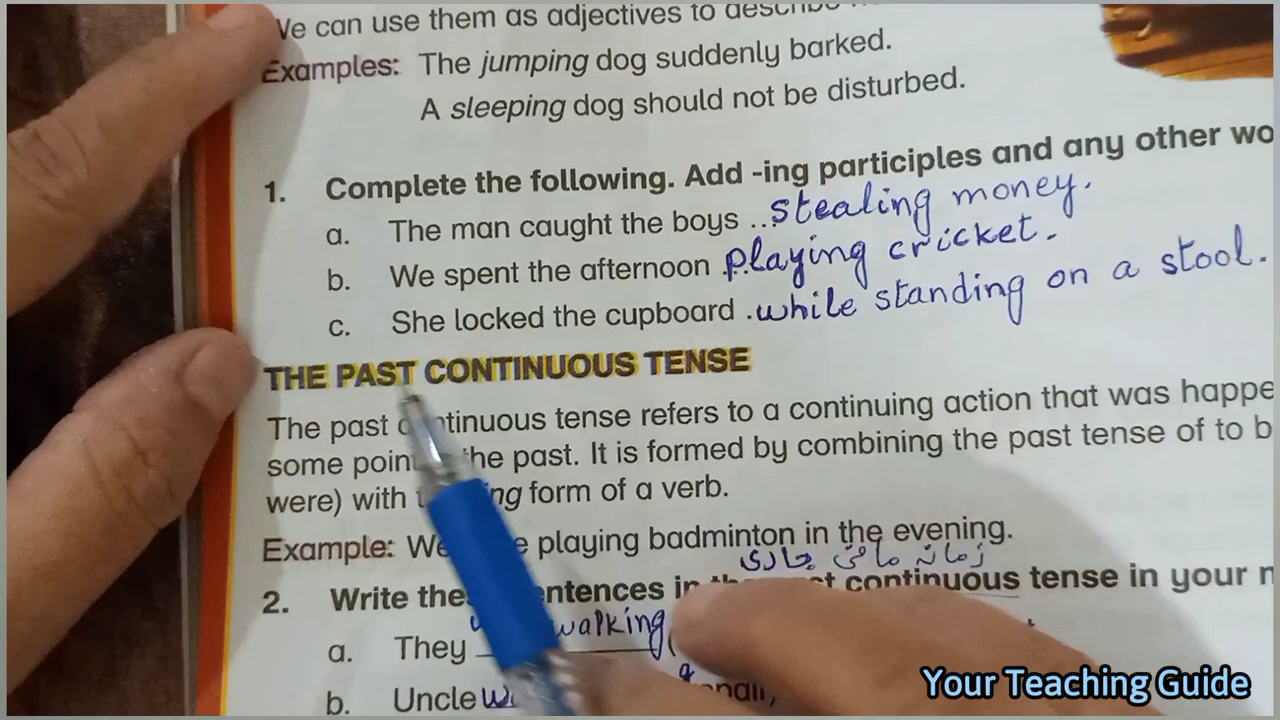 We can use them as adjectives to describe
Examples: The jumping dog suddenly barked.
A sleeping dog should not be disturbed.
1. Complete the following. Add -ing participles and any other wo
a. The man caught the boys ...stealing money.
b. We spent the afternoon ...playing cricket.
c. She locked the cupboard .while standing on a stool.
THE PAST CONTINUOUS TENSE
The past continuous tense refers to a continuing action that was happe
some point the past. It is formed by combining the past tense of to b
were) with ing form of a verb.
Example: We playing badminton in the evening.
زمانہ ماضی جاری
2. Write these sentences in continuous tense in your
walking
a. They
b. Uncle
Your Teaching Guide